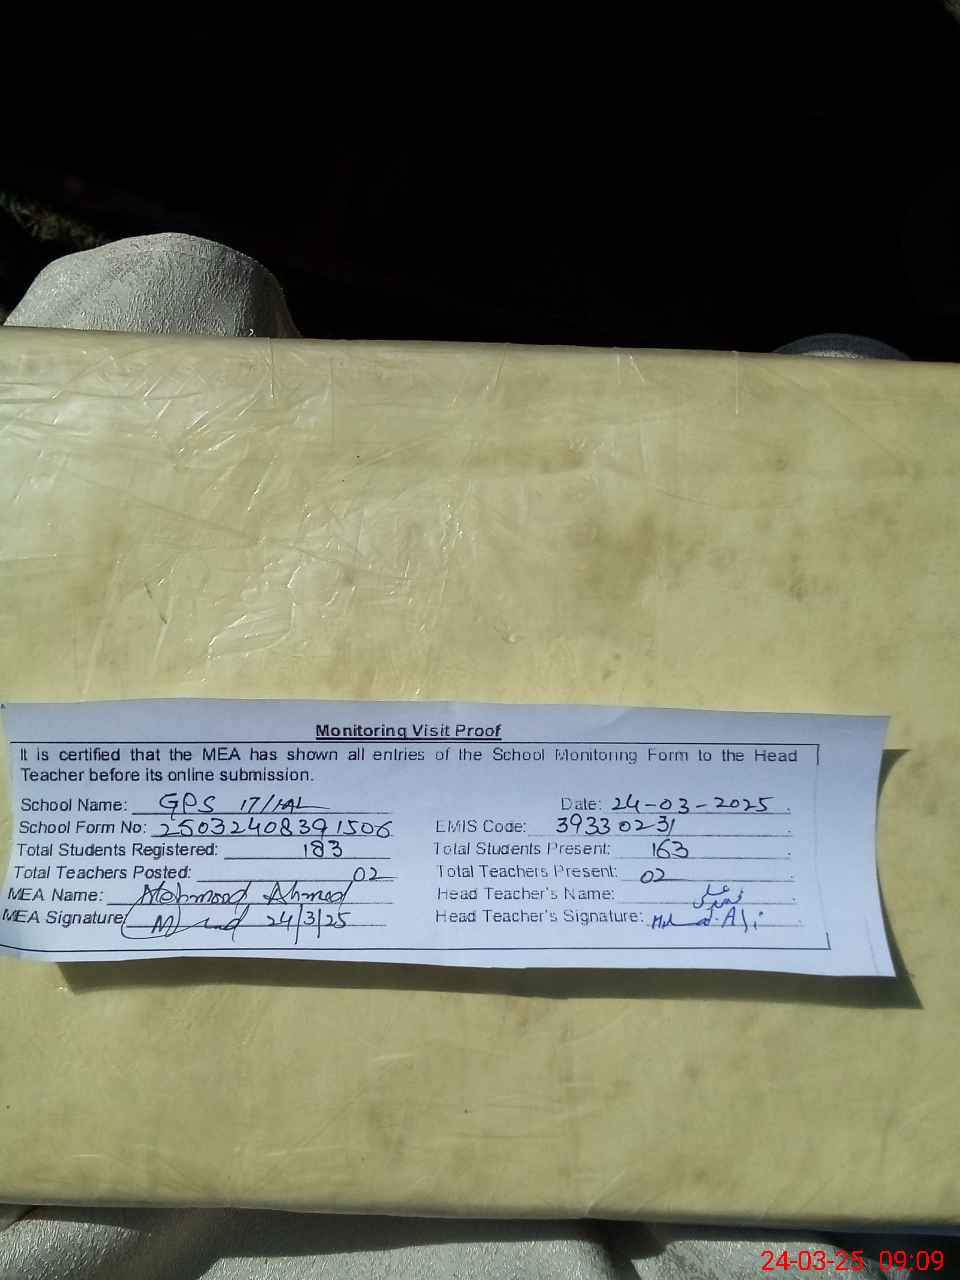 Monitoring Visit Proof
It is certified that the MEA has shown all entries of the School Monitoring Form to the Head
Teacher before its online submission.
School Name: GPS 17/1AL Date: 24-03-2025
School Form No: 25032408391506 EMIS Code: 39330231
Total Students Registered: 183 Total Students Present: 163
Total Teachers Posted: 02 Total Teachers Present: 02
MEA Name: Mehmood Ahmed Head Teacher's Name:
MEA Signature: 24/3/25 Head Teacher's Signature:
24-03-25 09:09